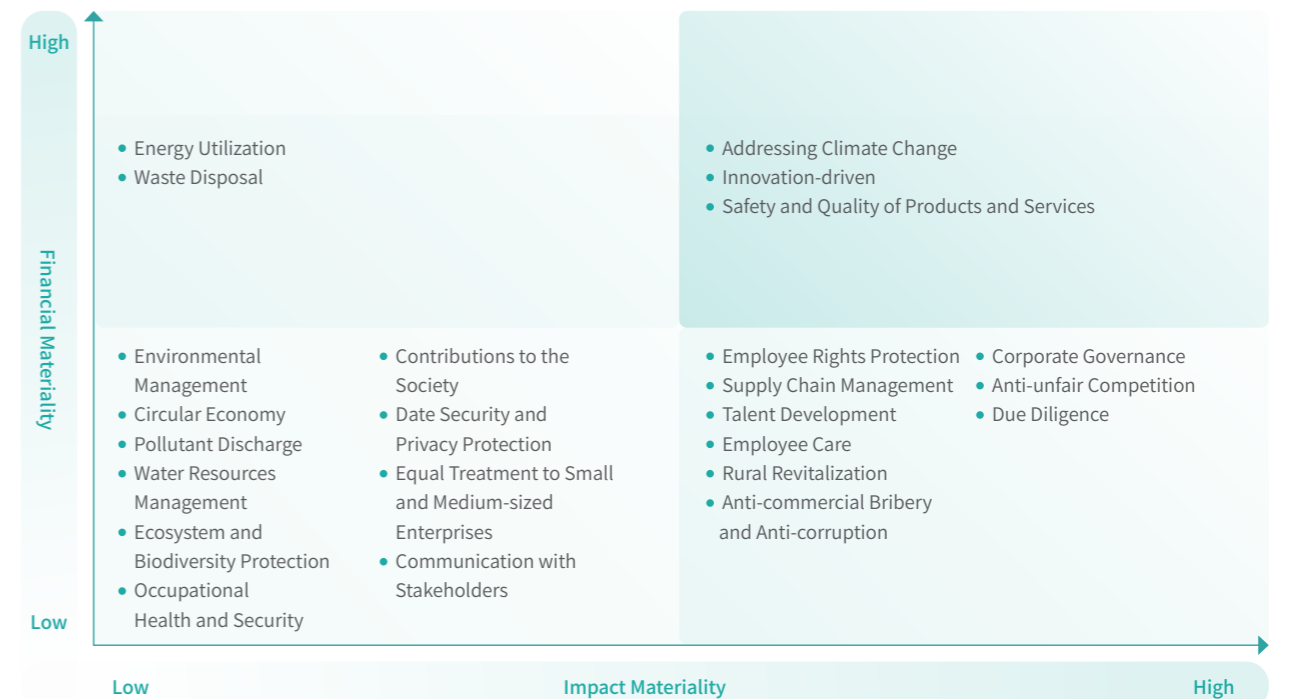 High
Financial Materiality
Low
• Energy Utilization
• Waste Disposal
• Addressing Climate Change
• Innovation-driven
• Safety and Quality of Products and Services
• Environmental
Management
• Circular Economy
• Pollutant Discharge
• Water Resources
Management
• Ecosystem and
Biodiversity Protection
• Occupational
Health and Security
• Contributions to the
Society
• Date Security and
Privacy Protection
• Equal Treatment to Small
and Medium-sized
Enterprises
• Communication with
Stakeholders
• Employee Rights Protection
• Supply Chain Management
• Talent Development
• Employee Care
• Rural Revitalization
• Anti-commercial Bribery
and Anti-corruption
• Corporate Governance
• Anti-unfair Competition
• Due Diligence
Low
Impact Materiality
High